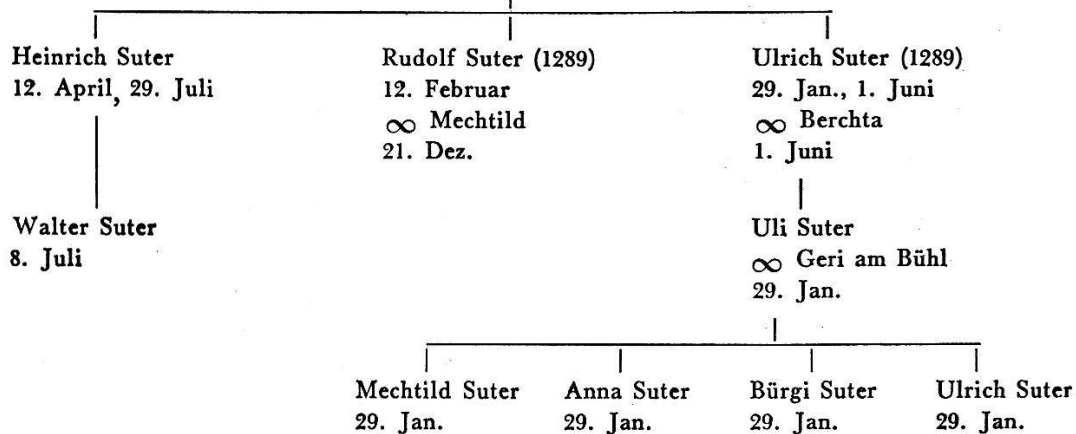 Heinrich Suter
12. April, 29. Juli
Rudolf Suter (1289)
12. Februar
∞ Mechtild
21. Dez.
Ulrich Suter (1289)
29. Jan., 1. Juni
∞ Berchta
1. Juni
Walter Suter
8. Juli
Uli Suter
∞ Geri am Bühl
29. Jan.
Mechtild Suter
29. Jan.
Anna Suter
29. Jan.
Bürgi Suter
29. Jan.
Ulrich Suter
29. Jan.